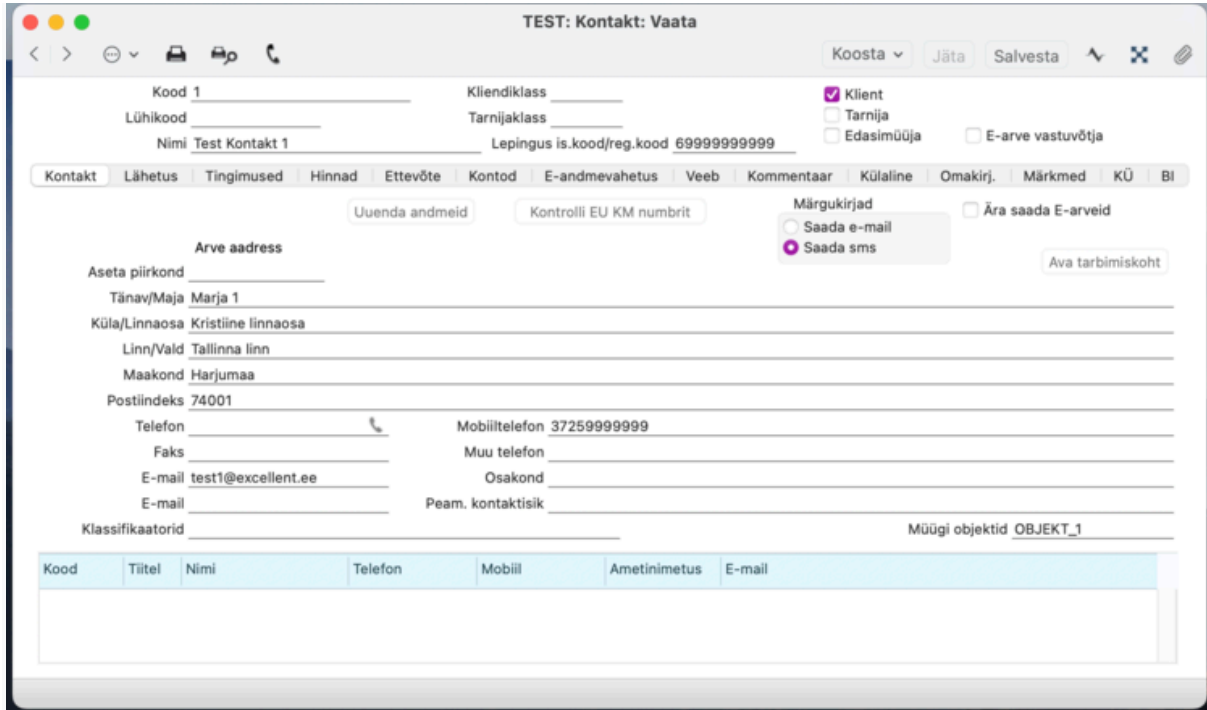 TEST: Kontakt: Vaata
Koosta Jäta Salvesta
Kood 1 Kliendiklass Klient
Lühikood Tarnijaklass Tarnija
Nimi Test Kontakt 1 Lepingus is.kood/reg.kood 69999999999 Edasimüüja E-arve vastuvõtja
Kontakt Lähetus Tingimused Hinnad Ettevõte Kontod E-andmevahetus Veeb Kommentaar Külaline Omakirj. Märkmed KÜ BI
Uuenda andmeid Kontrolli EU KM numbrit Märgukirjad Ära saada E-arveid
Saada e-mail
Arve aadress Saada sms
Aseta piirkond Ava tarbimiskoht
Tänav/Maja Marja 1
Küla/Linnaosa Kristiine linnaosa
Linn/Vald Tallinna linn
Maakond Harjumaa
Postiindeks 74001
Telefon Mobiiltelefon 37259999999
Faks Muu telefon
E-mail test1@excellent.ee Osakond
E-mail Peam. kontaktisik
Klassifikaatorid Müügi objektid OBJEKT_1
Kood Tiitel Nimi Telefon Mobiil Ametinimetus E-mail